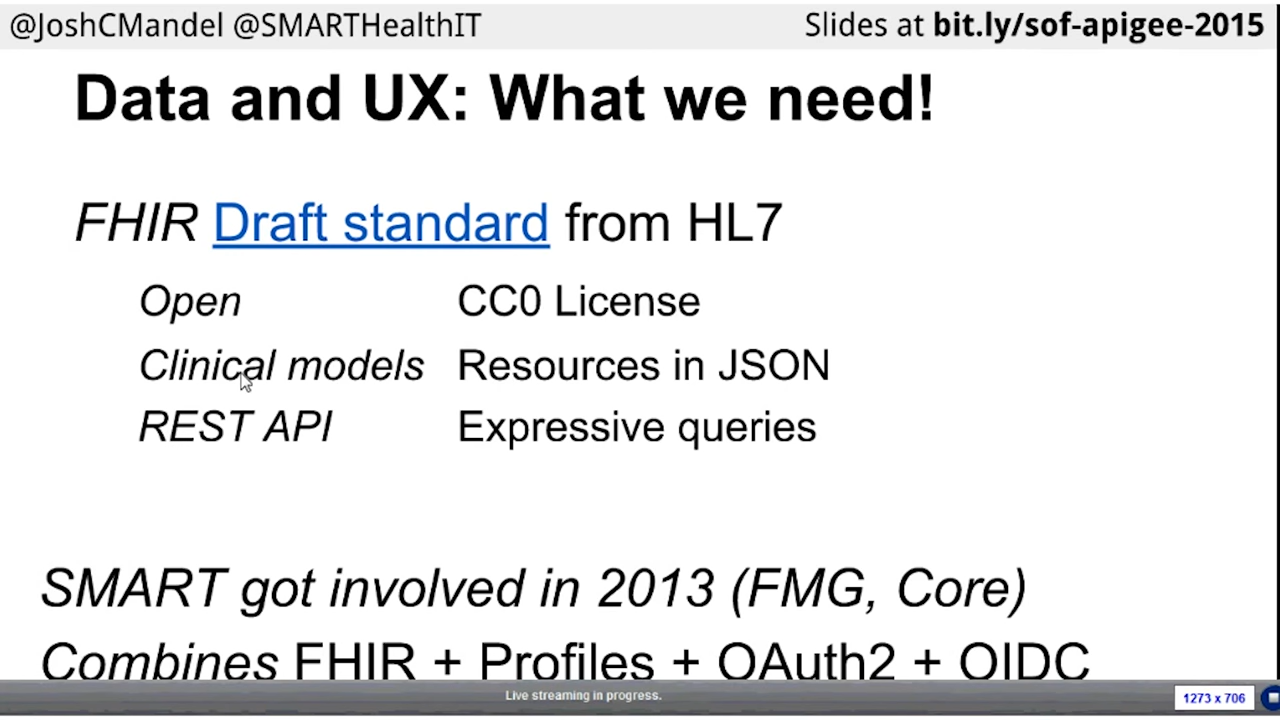 @JoshCMandel @SMARTHealthIT Slides at bit.ly/sof-apigee-2015
Data and UX: What we need!
FHIR Draft standard from HL7
Open CC0 License
Clinical models Resources in JSON
REST API Expressive queries
SMART got involved in 2013 (FMG, Core)
Combines FHIR + Profiles + OAuth2 + OIDC
Live streaming in progress.
1273 x 706